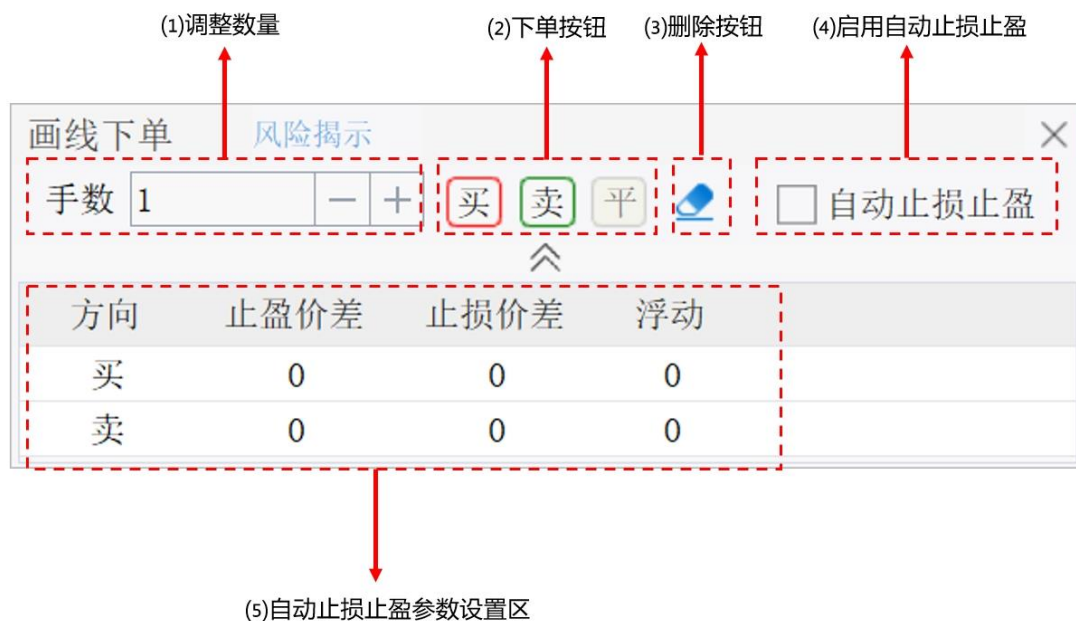 (1)调整数量 (2)下单按钮 (3)删除按钮 (4)启用自动止损止盈
画线下单 风险揭示
手数 1 － ＋ 买 卖 平 自动止损止盈
方向 止盈价差 止损价差 浮动
买 0 0 0
卖 0 0 0
(5)自动止损止盈参数设置区